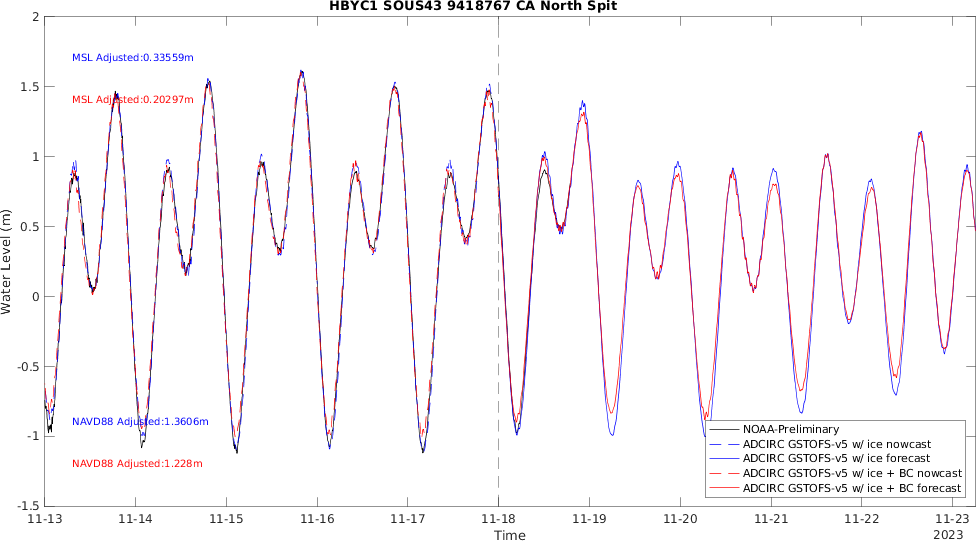 HBYC1 SOUS43 9418767 CA North Spit
2
MSL Adjusted:0.33559m
1.5
MSL Adjusted:0.20297m
1
0.5
Water Level (m)
0
-0.5
NAVD88 Adjusted:1.3606m
-1
NAVD88 Adjusted:1.228m
-1.5
NOAA-Preliminary
ADCIRC GSTOFS-v5 w/ ice nowcast
ADCIRC GSTOFS-v5 w/ ice forecast
ADCIRC GSTOFS-v5 w/ ice + BC nowcast
ADCIRC GSTOFS-v5 w/ ice + BC forecast
11-13 11-14 11-15 11-16 11-17 11-18 11-19 11-20 11-21 11-22 11-23
Time
2023